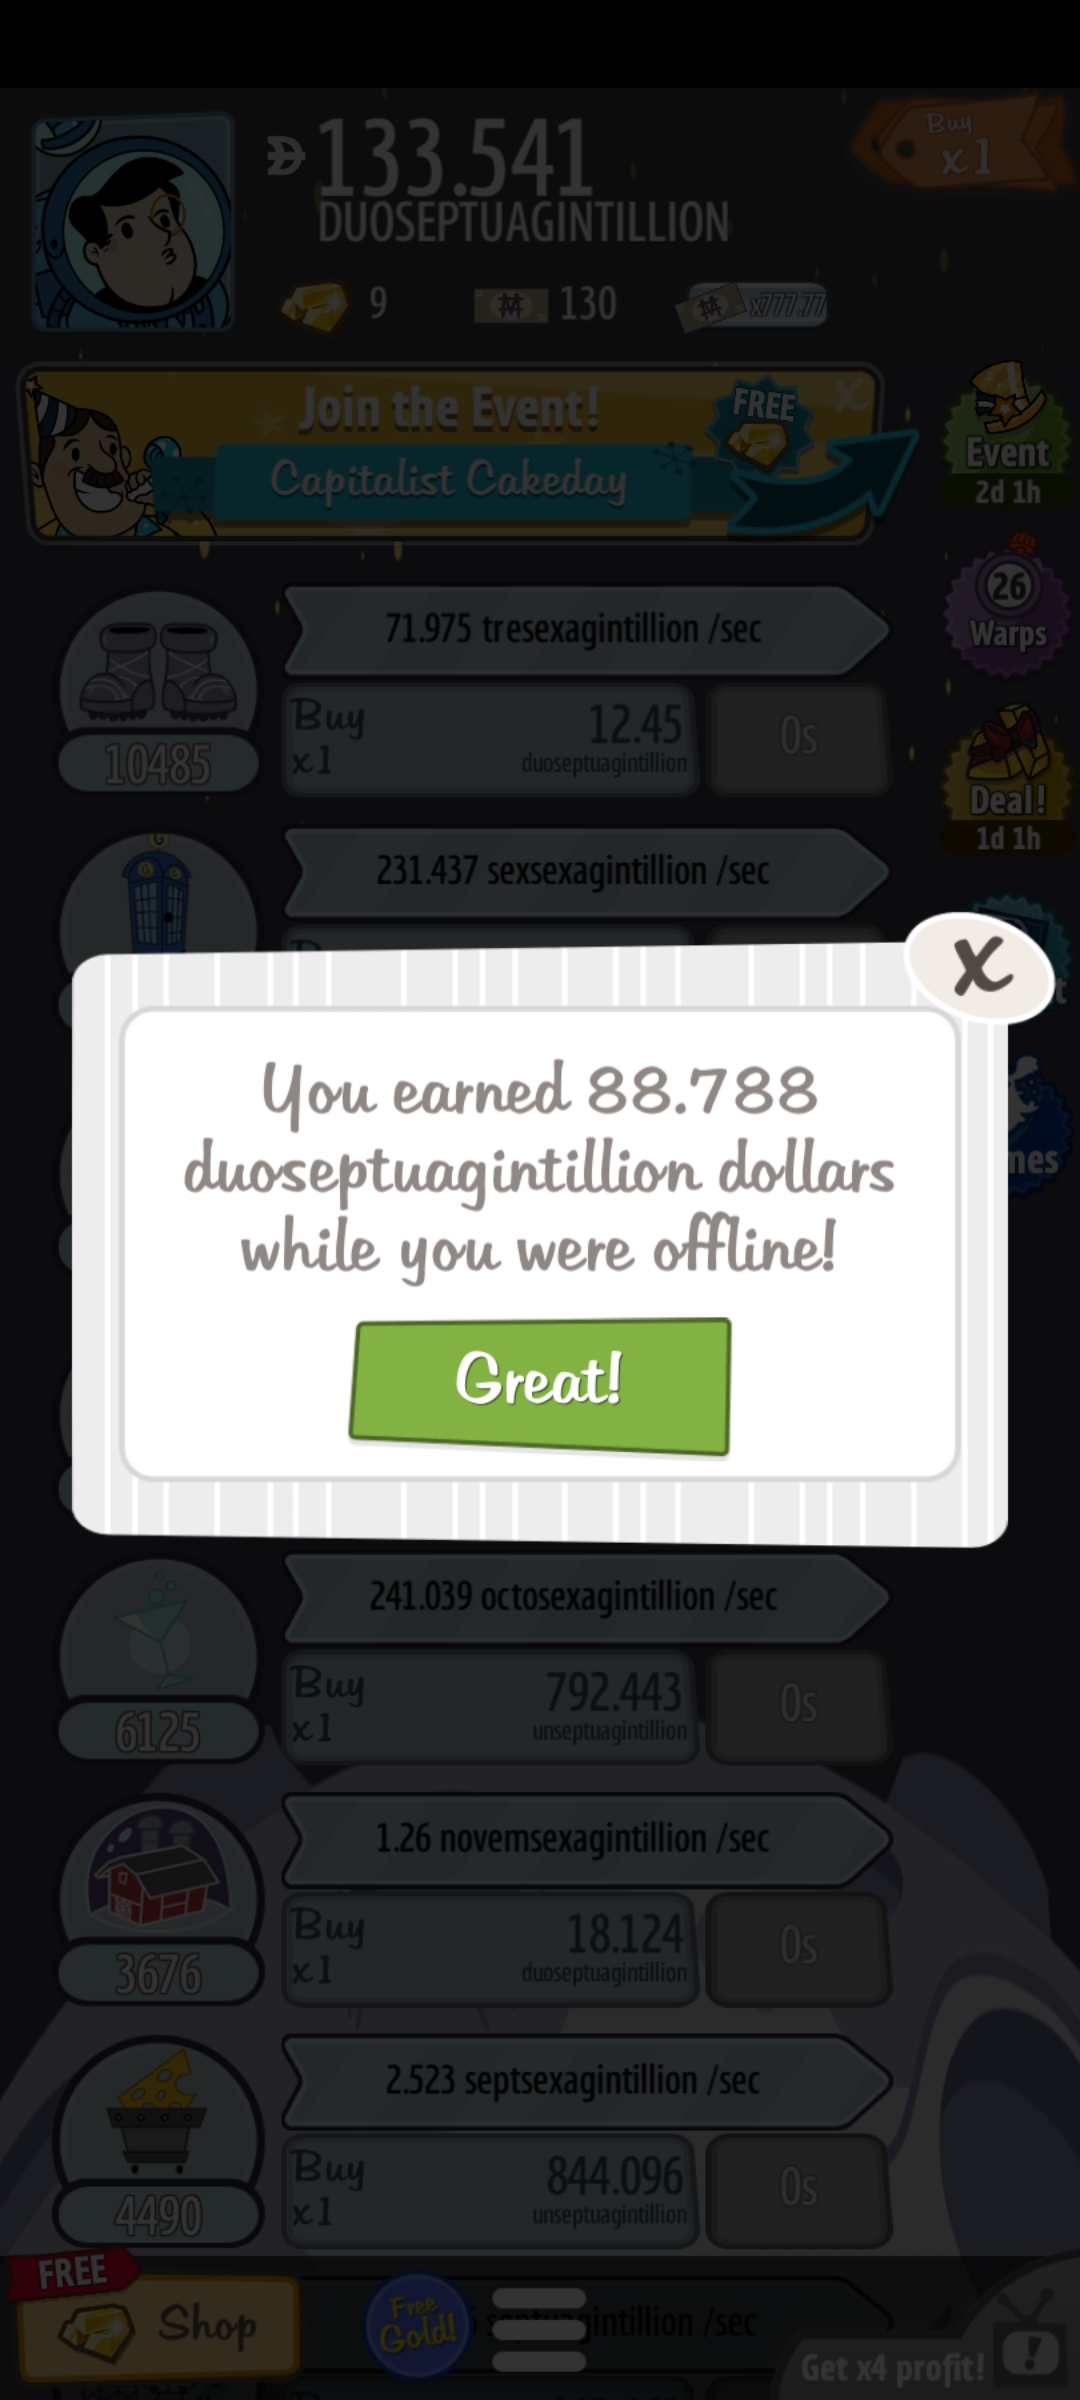 133.541
Buy
x1
DUOSEPTUAGINTILLION
9
130
x777.77
Join the Event!
FREE
x
Capitalist Cakeday
Event
2d 1h
71.975 tresexagintillion /sec
26
Warps
Buy
x1
12.45
duoseptuagintillion
0s
10485
Deal!
1d 1h
231.437 sexsexagintillion /sec
X
You earned 88.788
duoseptuagintillion dollars
while you were offline!
Great!
241.039 octosexagintillion /sec
Buy
x1
792.443
unseptuagintillion
0s
6125
1.26 novemsexagintillion /sec
Buy
x1
18.124
duoseptuagintillion
0s
3676
2.523 septsexagintillion /sec
Buy
x1
844.096
unseptuagintillion
0s
4490
FREE
Shop
Free
Gold!
septuagintillion /sec
Get x4 profit!